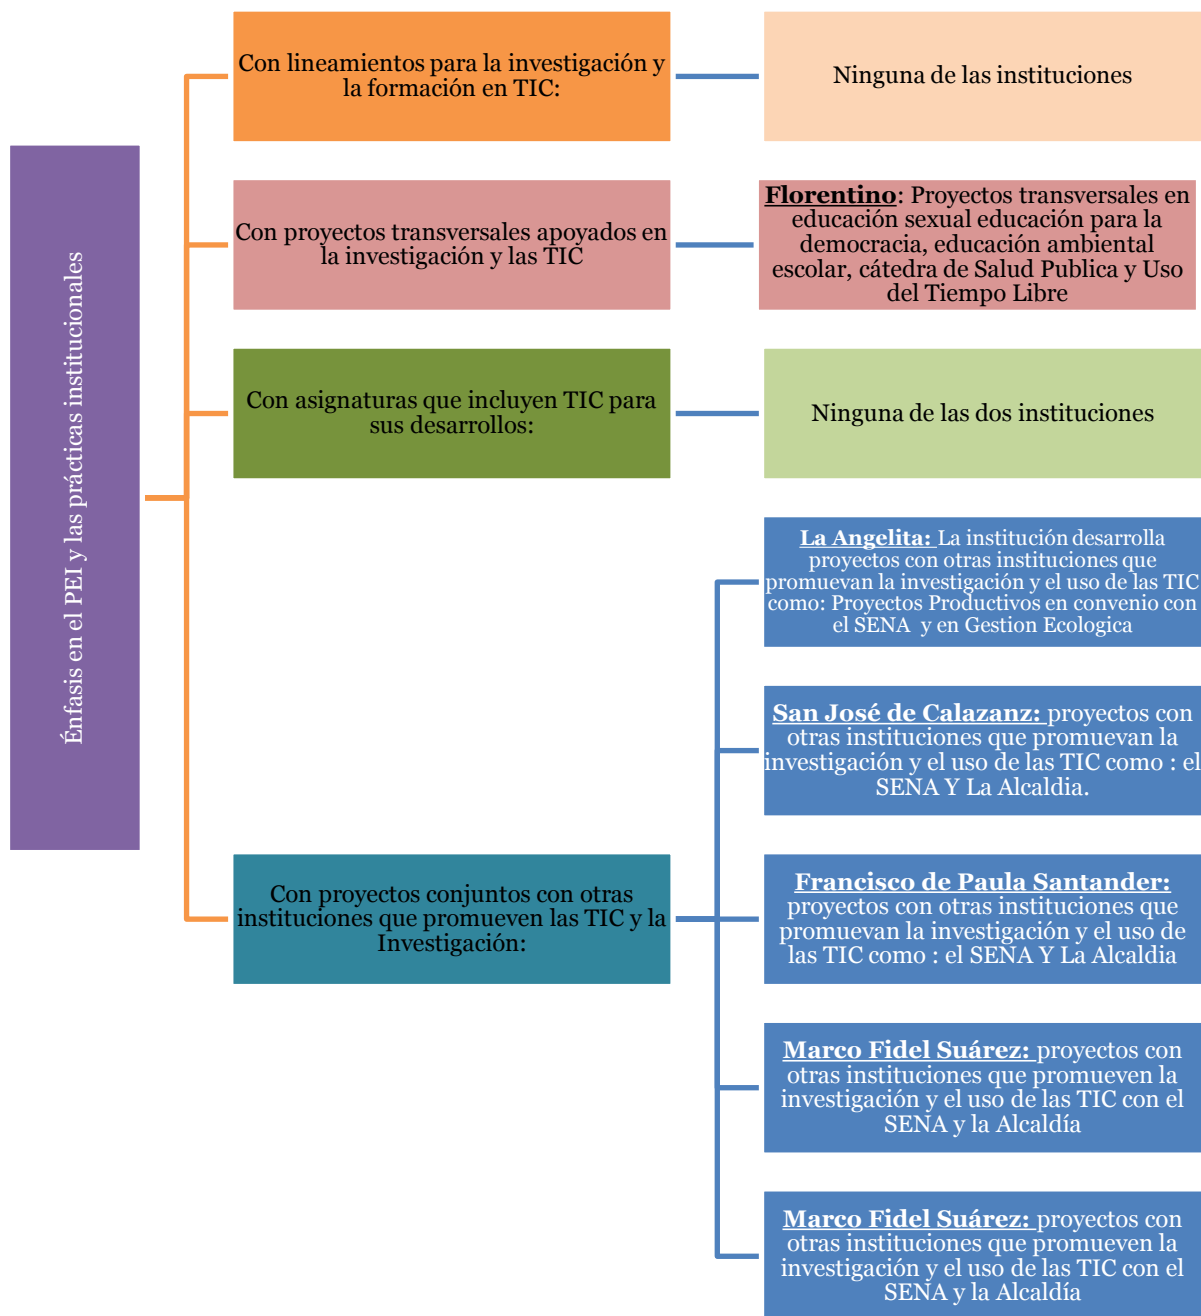 Énfasis en el PEI y las prácticas institucionales
Con lineamientos para la investigación y
la formación en TIC:
Ninguna de las instituciones
Con proyectos transversales apoyados en
la investigación y las TIC
Florentino: Proyectos transversales en
educación sexual educación para la
democracia, educación ambiental
escolar, cátedra de Salud Publica y Uso
del Tiempo Libre
Con asignaturas que incluyen TIC para
sus desarrollos:
Ninguna de las dos instituciones
Con proyectos conjuntos con otras
instituciones que promueven las TIC y la
Investigación:
La Angelita: La institución desarrolla
proyectos con otras instituciones que
promuevan la investigación y el uso de las TIC
como: Proyectos Productivos en convenio con
el SENA y en Gestion Ecologica
San José de Calazanz: proyectos con
otras instituciones que promuevan la
investigación y el uso de las TIC como : el
SENA Y La Alcaldia.
Francisco de Paula Santander:
proyectos con otras instituciones que
promuevan la investigación y el uso de
las TIC como : el SENA Y La Alcaldia
Marco Fidel Suárez: proyectos con
otras instituciones que promueven la
investigación y el uso de las TIC con el
SENA y la Alcaldía
Marco Fidel Suárez: proyectos con
otras instituciones que promueven la
investigación y el uso de las TIC con el
SENA y la Alcaldía